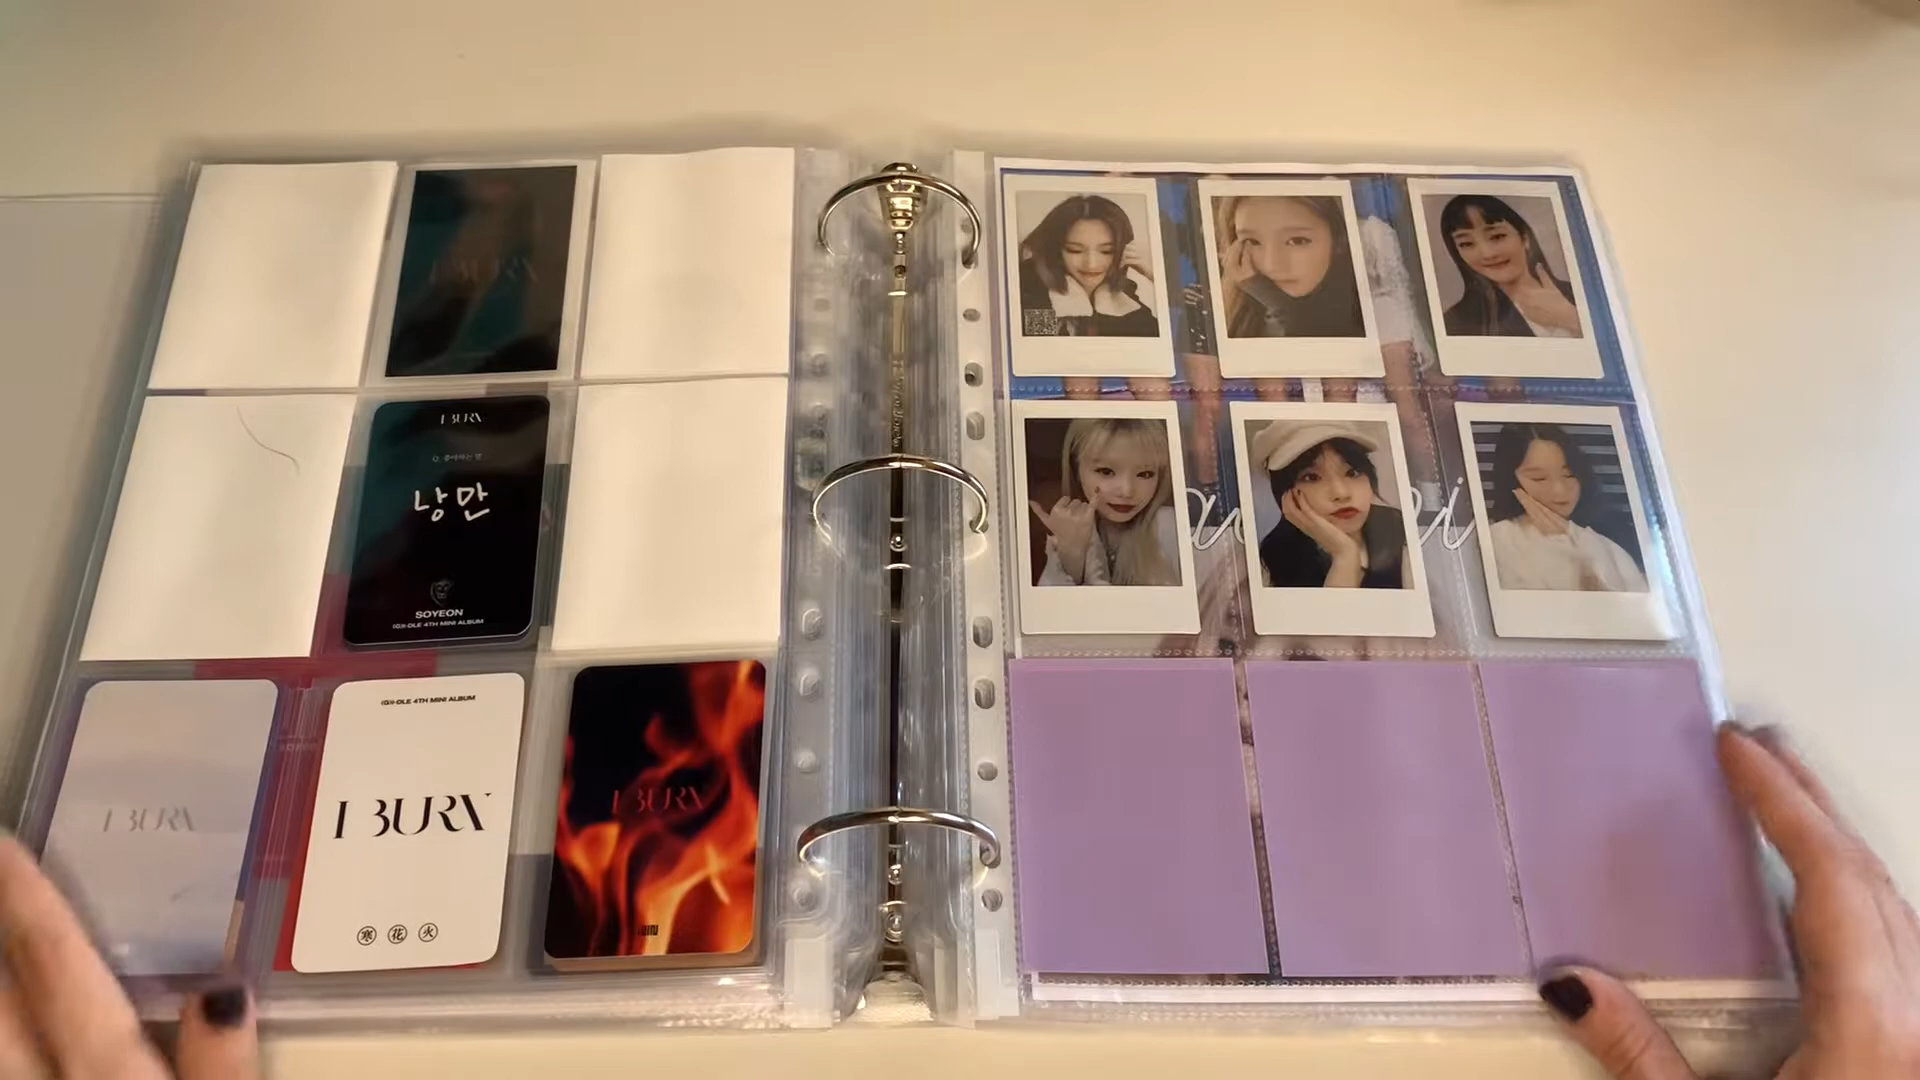 I BURN
I BURN
Q. 좋아하는 말
낭만
SOYEON
(G)I-DLE 4TH MINI ALBUM
I BURN
(G)I-DLE 4TH MINI ALBUM
I BURN
寒 花 火
I BURN